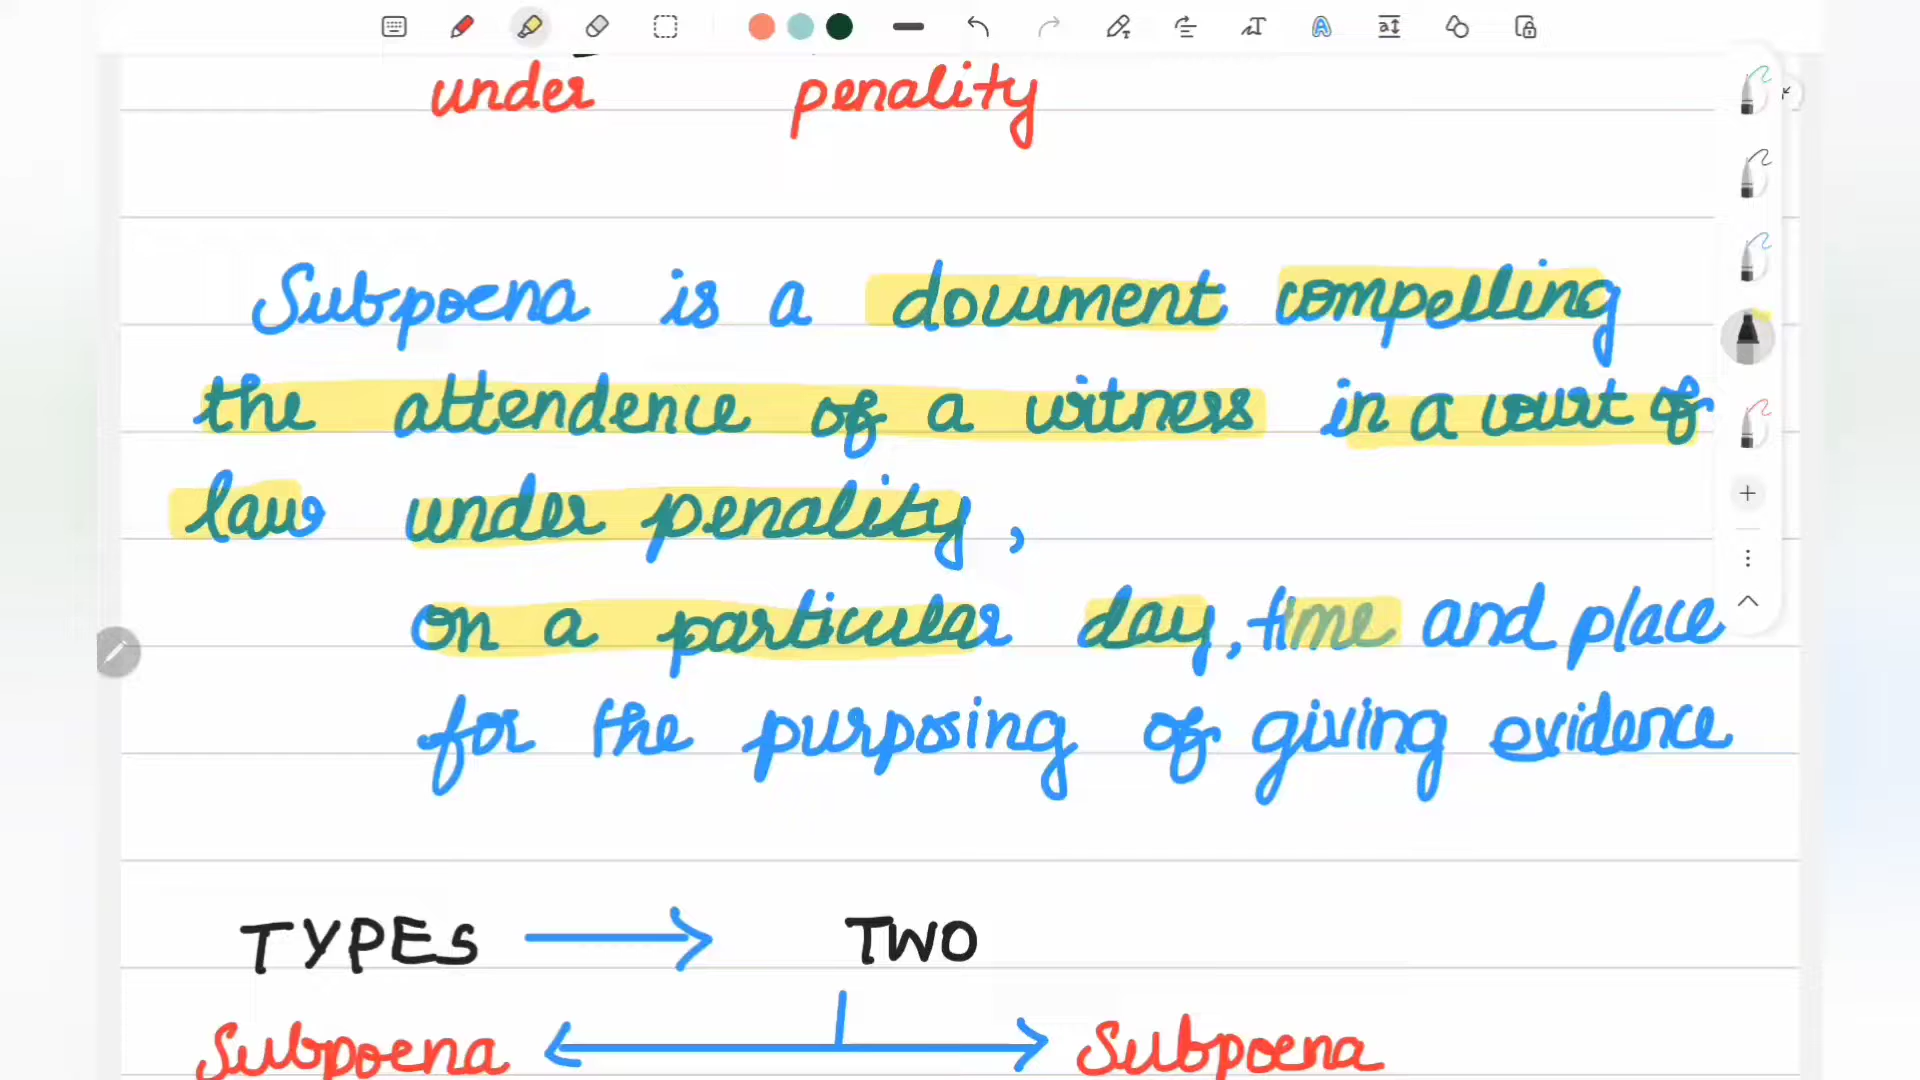 under penality
Subpoena is a document compelling
the attendence of a witness in a court of
law under penality,
on a particular day, time and place
for the purposing of giving evidence
TYPES → TWO
Subpoena ← → Subpoena